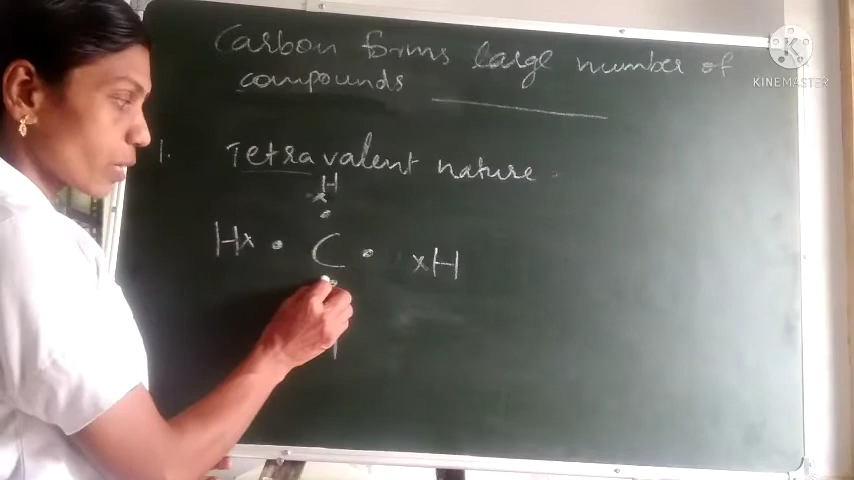 Carbon forms large number of
compounds
1. Tetravalent nature.
H
x
Hx • C • xH
K
KINEMASTER